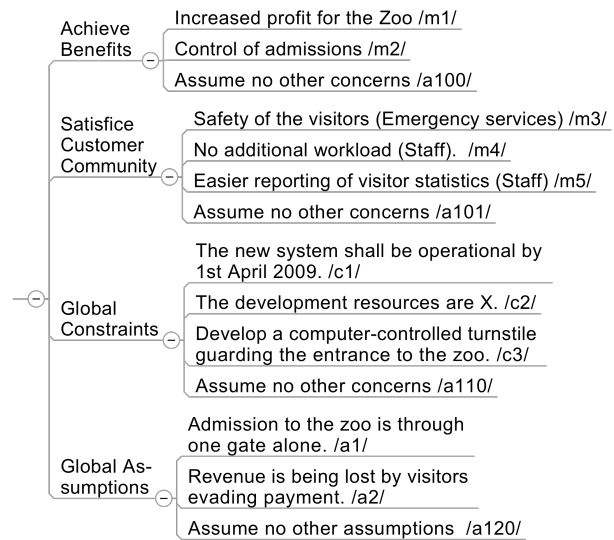 Achieve
Benefits
Increased profit for the Zoo /m1/
Control of admissions /m2/
Assume no other concerns /a100/
Satisfice
Customer
Community
Safety of the visitors (Emergency services) /m3/
No additional workload (Staff).  /m4/
Easier reporting of visitor statistics (Staff) /m5/
Assume no other concerns /a101/
Global
Constraints
The new system shall be operational by
1st April 2009. /c1/
The development resources are X. /c2/
Develop a computer-controlled turnstile
guarding the entrance to the zoo. /c3/
Assume no other concerns /a110/
Global As-
sumptions
Admission to the zoo is through
one gate alone. /a1/
Revenue is being lost by visitors
evading payment. /a2/
Assume no other assumptions  /a120/